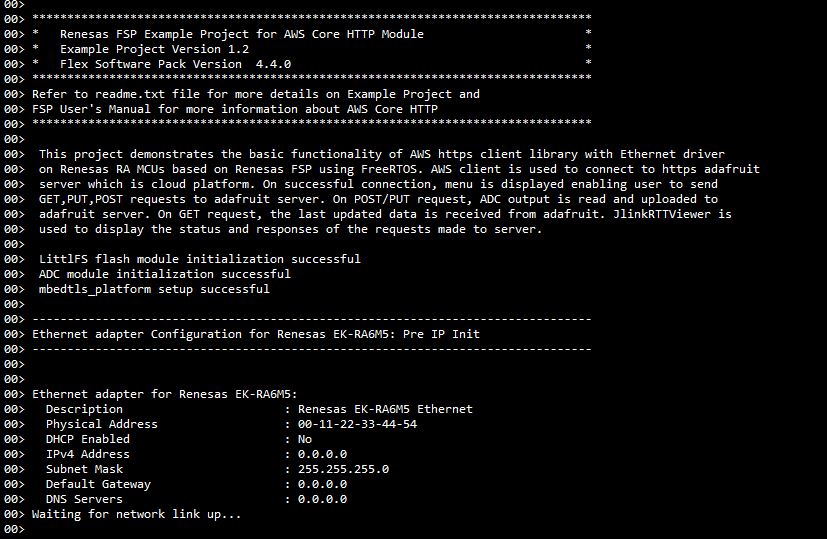 00>
00> ********************************************************************************
00> *   Renesas FSP Example Project for AWS Core HTTP Module                       *
00> *   Example Project Version 1.2                                                *
00> *   Flex Software Pack Version  4.4.0                                          *
00> ********************************************************************************
00> Refer to readme.txt file for more details on Example Project and
00> FSP User's Manual for more information about AWS Core HTTP
00> ********************************************************************************
00>
00>  This project demonstrates the basic functionality of AWS https client library with Ethernet driver
00>  on Renesas RA MCUs based on Renesas FSP using FreeRTOS. AWS client is used to connect to https adafruit
00>  server which is cloud platform. On successful connection, menu is displayed enabling user to send
00>  GET,PUT,POST requests to adafruit server. On POST/PUT request, ADC output is read and uploaded to
00>  adafruit server. On GET request, the last updated data is received from adafruit. JlinkRTTViewer is
00>  used to display the status and responses of the requests made to server.
00>
00>  LittlFS flash module initialization successful
00>  ADC module initialization successful
00>  mbedtls_platform setup successful
00>
00> --------------------------------------------------------------------------------
00> Ethernet adapter Configuration for Renesas EK-RA6M5: Pre IP Init
00> --------------------------------------------------------------------------------
00>
00>
00> Ethernet adapter for Renesas EK-RA6M5:
00>   Description                       : Renesas EK-RA6M5 Ethernet
00>   Physical Address                  : 00-11-22-33-44-54
00>   DHCP Enabled                      : No
00>   IPv4 Address                      : 0.0.0.0
00>   Subnet Mask                       : 255.255.255.0
00>   Default Gateway                   : 0.0.0.0
00>   DNS Servers                       : 0.0.0.0
00> Waiting for network link up...
00>